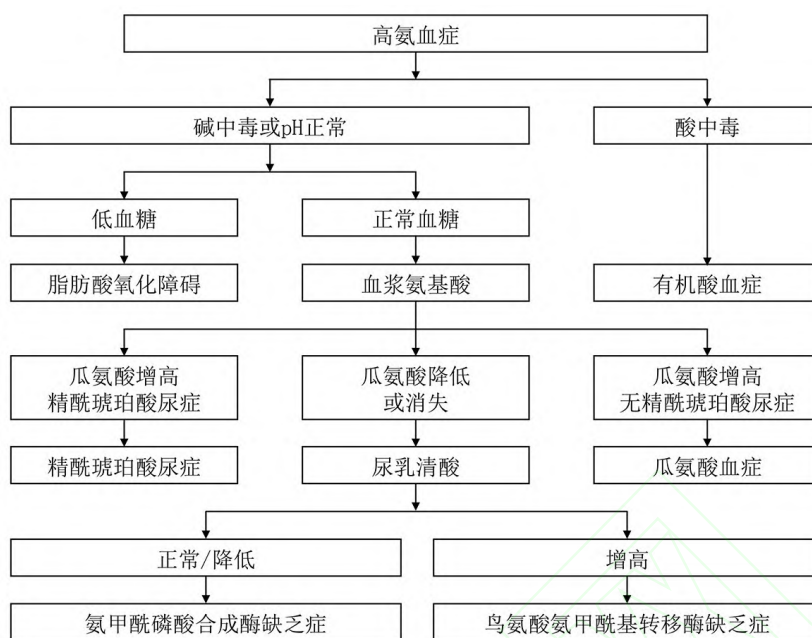 高氨血症
碱中毒或pH正常
酸中毒
低血糖
正常血糖
脂肪酸氧化障碍
血浆氨基酸
有机酸血症
瓜氨酸增高
精酰琥珀酸尿症
瓜氨酸降低
或消失
瓜氨酸增高
无精酰琥珀酸尿症
精酰琥珀酸尿症
尿乳清酸
瓜氨酸血症
正常/降低
增高
氨甲酰磷酸合成酶缺乏症
鸟氨酸氨甲酰基转移酶缺乏症